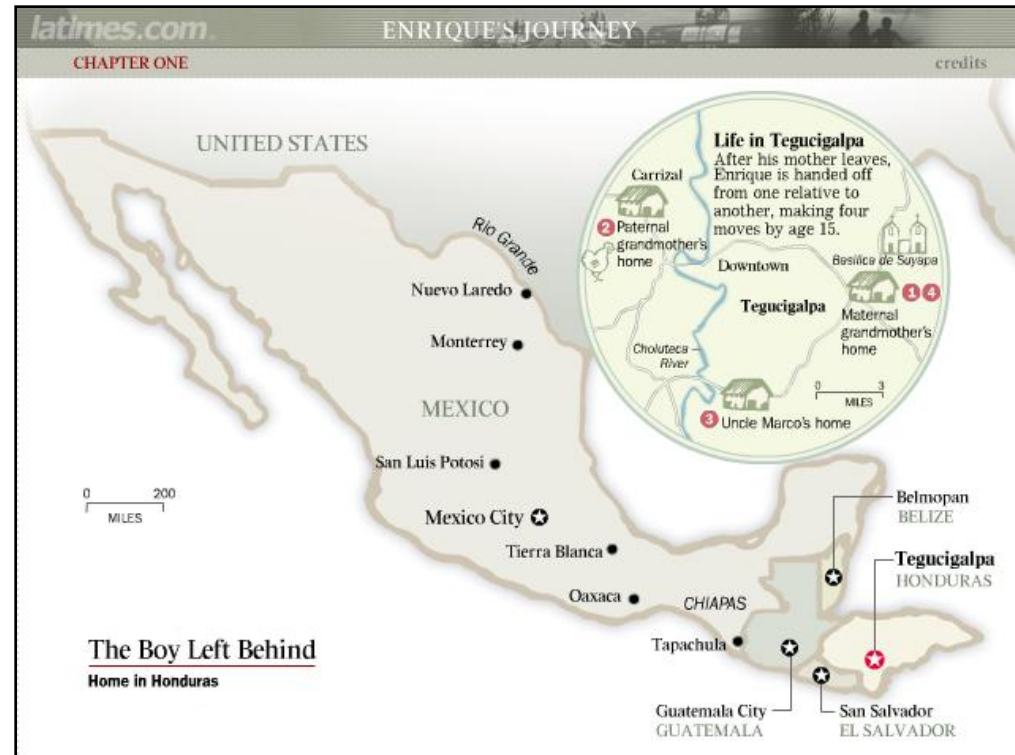 latimes.com.
ENRIQUE'S JOURNEY
CHAPTER ONE
credits
UNITED STATES
Rio Grande
Nuevo Laredo
Monterrey
MEXICO
San Luis Potosi
0 200
MILES
Mexico City
Tierra Blanca
Oaxaca
CHIAPAS
Tapachula
Life in Tegucigalpa
After his mother leaves,
Enrique is handed off
from one relative to
another, making four
moves by age 15.
Carrizal
2 Paternal
grandmother's
home
Downtown
Basilica de Suyapa
Tegucigalpa
1 4
Maternal
grandmother's
home
Choluteca
River
0 3
MILES
3 Uncle Marco's home
Belmopan
BELIZE
Tegucigalpa
HONDURAS
Guatemala City
GUATEMALA
San Salvador
EL SALVADOR
The Boy Left Behind
Home in Honduras